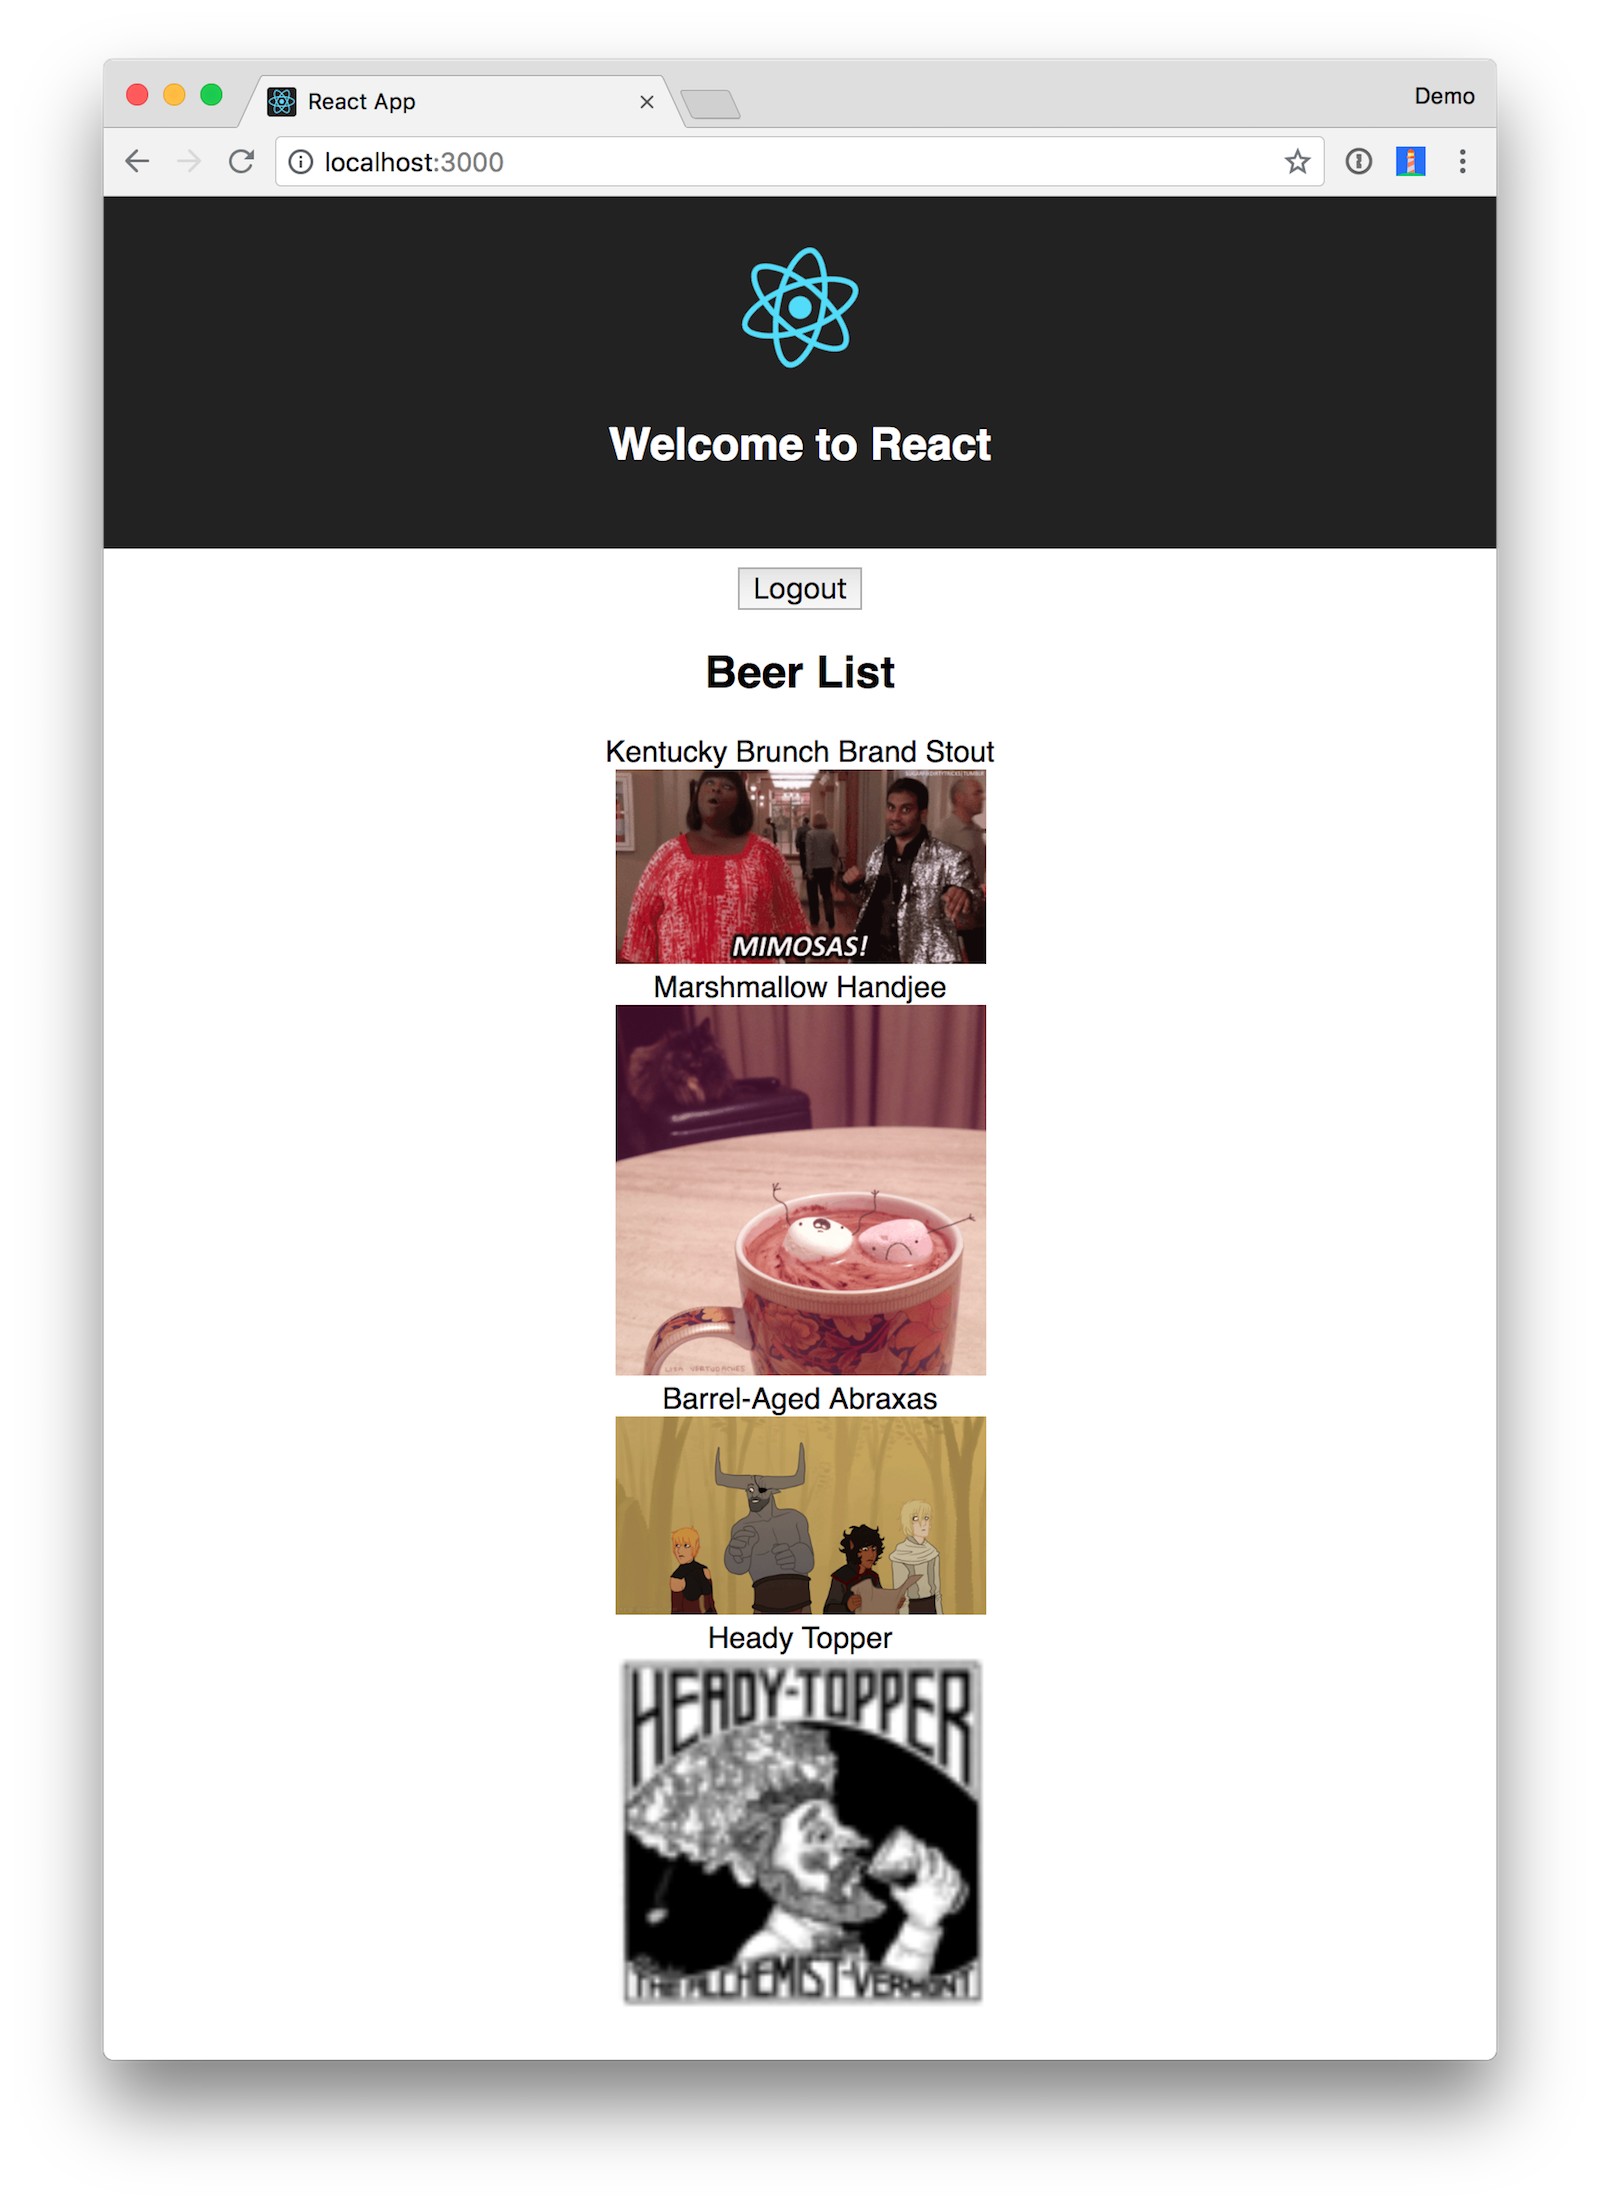 React App
Demo
localhost:3000
Welcome to React
Logout
Beer List
Kentucky Brunch Brand Stout
MIMOSAS!
Marshmallow Handjee
Barrel-Aged Abraxas
Heady Topper
HEADY-TOPPER
THE ALCHEMIST-VERMONT